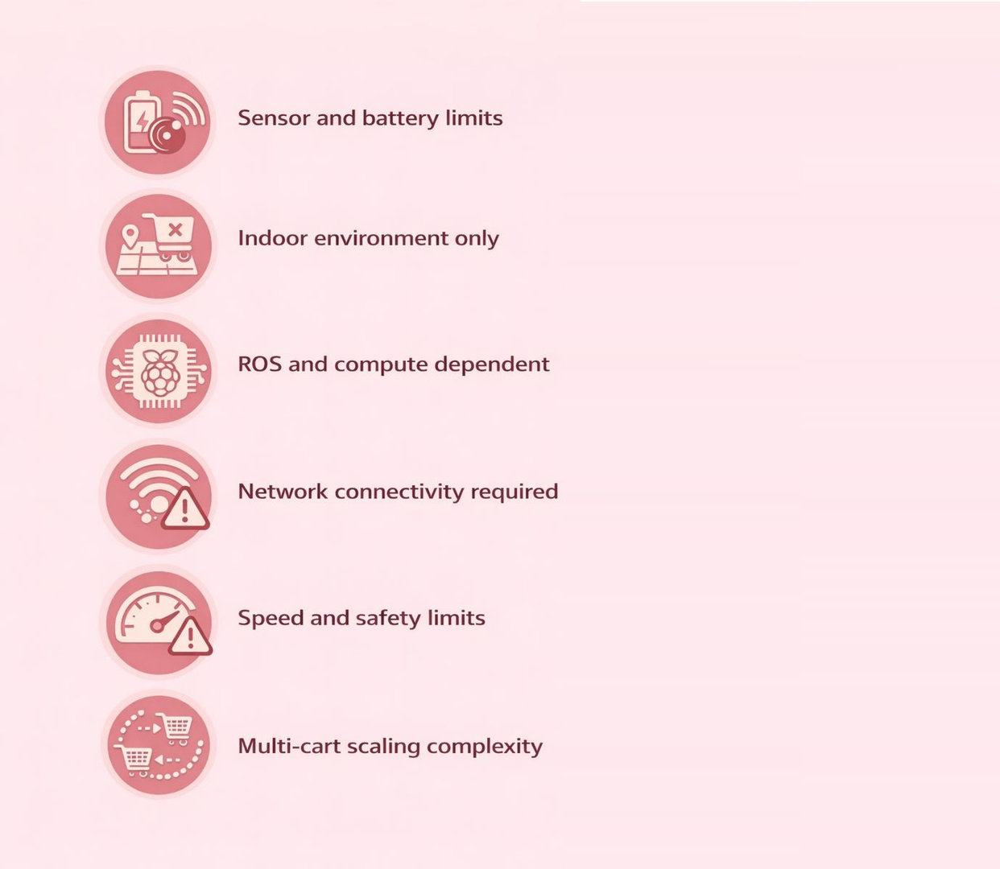 Sensor and battery limits
Indoor environment only
ROS and compute dependent
Network connectivity required
Speed and safety limits
Multi-cart scaling complexity